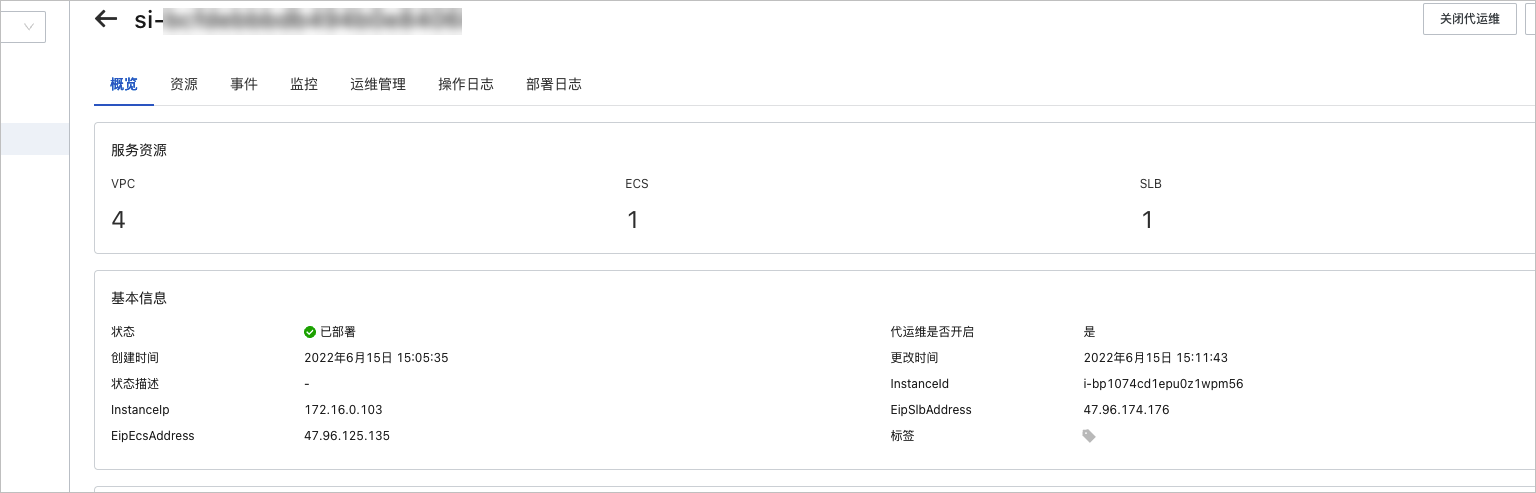 si-
关闭代运维
概览 资源 事件 监控 运维管理 操作日志 部署日志
服务资源
VPC ECS SLB
4 1 1
基本信息
状态 已部署 代运维是否开启 是
创建时间 2022年6月15日 15:05:35 更改时间 2022年6月15日 15:11:43
状态描述 - InstanceId i-bp1074cd1epu0z1wpm56
InstanceIp 172.16.0.103 EipSlbAddress 47.96.174.176
EipEcsAddress 47.96.125.135 标签